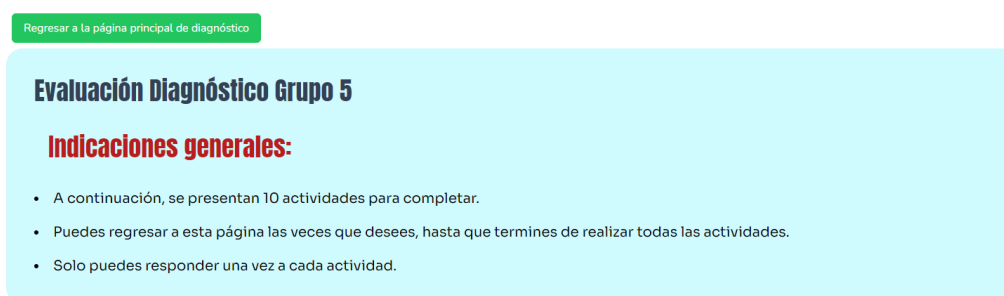 Regresar a la página principal de diagnóstico
Evaluación Diagnóstico Grupo 5
Indicaciones generales:
• A continuación, se presentan 10 actividades para completar.
• Puedes regresar a esta página las veces que desees, hasta que termines de realizar todas las actividades.
• Solo puedes responder una vez a cada actividad.